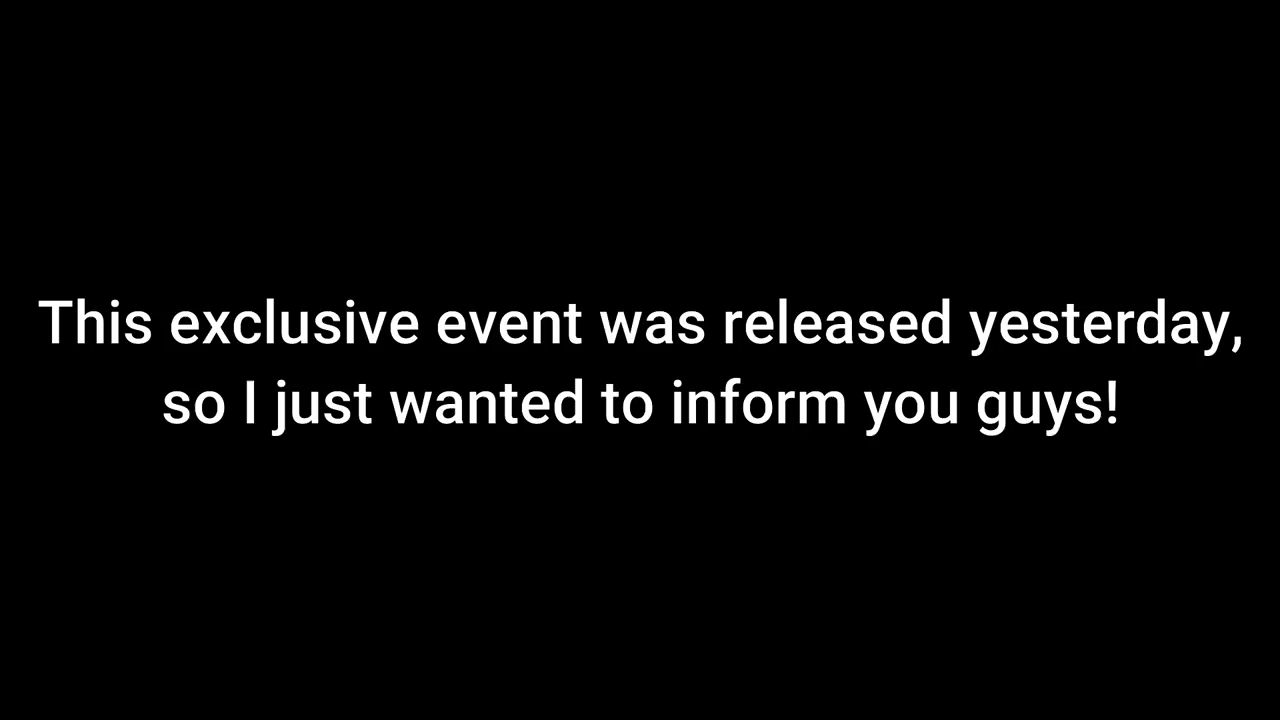 This exclusive event was released yesterday,
so I just wanted to inform you guys!